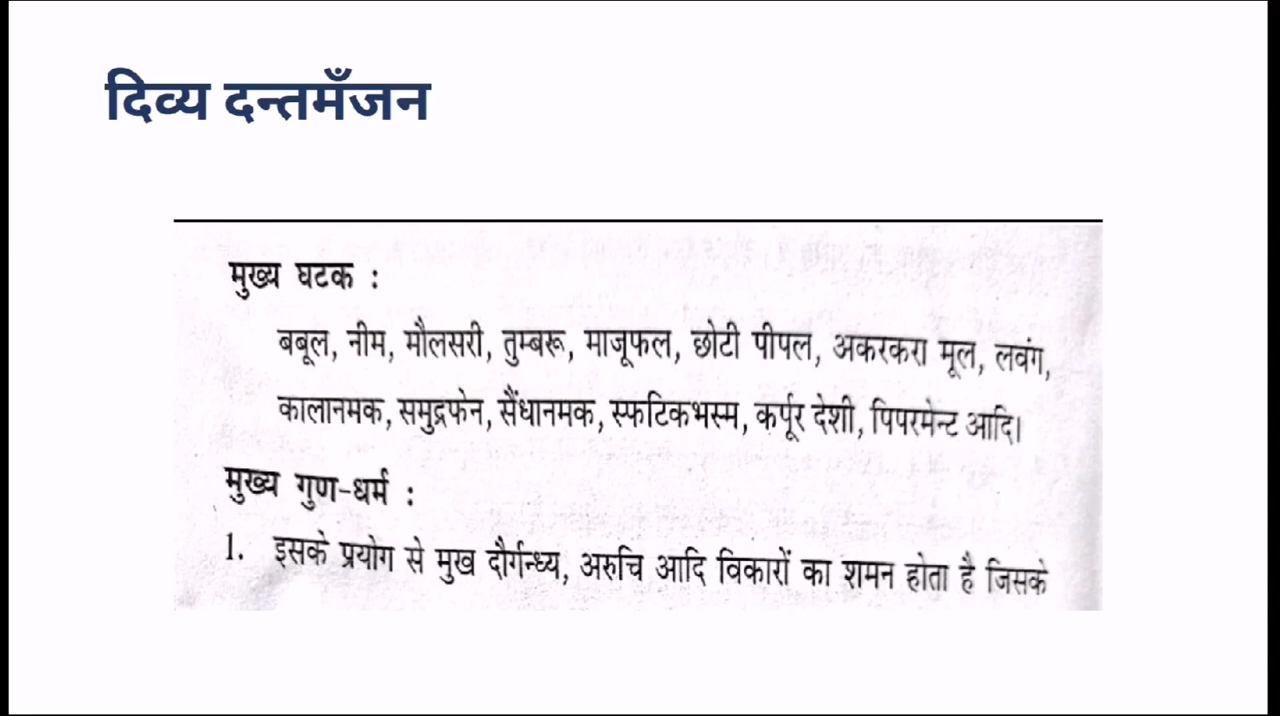 दिव्य दन्तमँजन
मुख्य घटक :
बबूल, नीम, मौलसरी, तुम्बरू, माजूफल, छोटी पीपल, अकरकरा मूल, लवंग,
कालानमक, समुद्रफेन, सैंधानमक, स्फटिकभस्म, कर्पूर देशी, पिपरमेन्ट आदि।
मुख्य गुण-धर्म :
1. इसके प्रयोग से मुख दौर्गन्ध्य, अरुचि आदि विकारों का शमन होता है जिसके